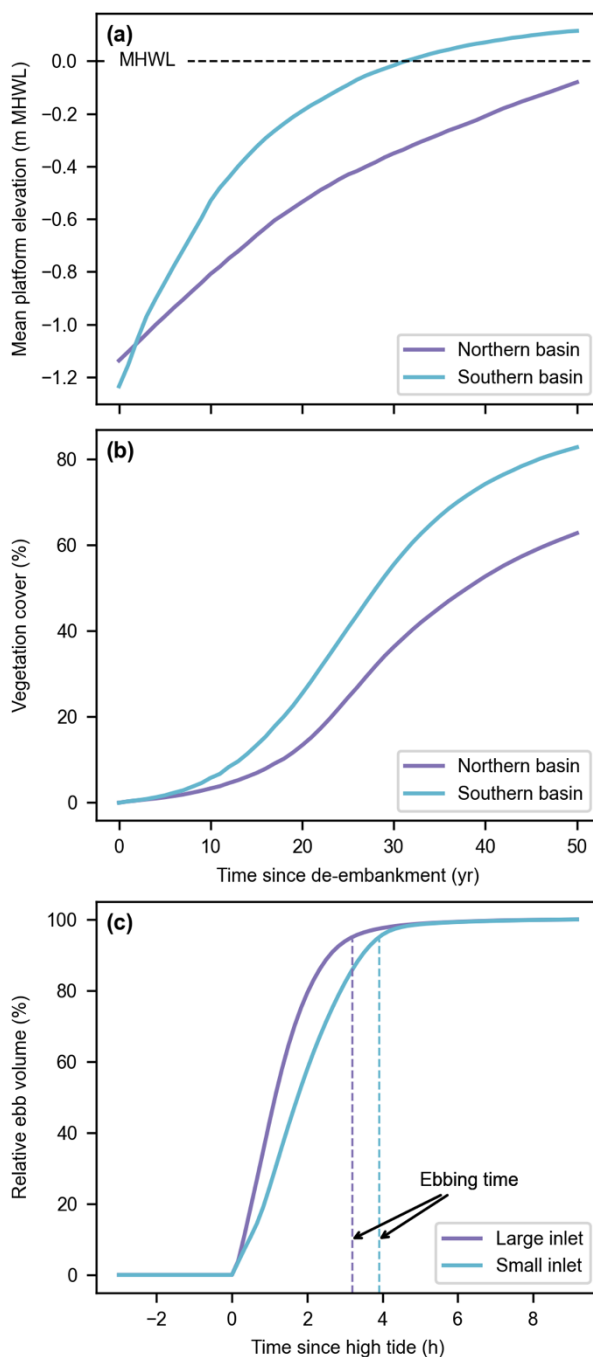 (a)
MHWL
0.0
−0.2
−0.4
−0.6
−0.8
−1.0
−1.2
Mean platform elevation (m MHWL)
Northern basin
Southern basin
(b)
80
60
40
20
0
Vegetation cover (%)
Northern basin
Southern basin
0 10 20 30 40 50
Time since de-embankment (yr)
(c)
100
80
60
40
20
0
Relative ebb volume (%)
Ebbing time
Large inlet
Small inlet
−2 0 2 4 6 8
Time since high tide (h)